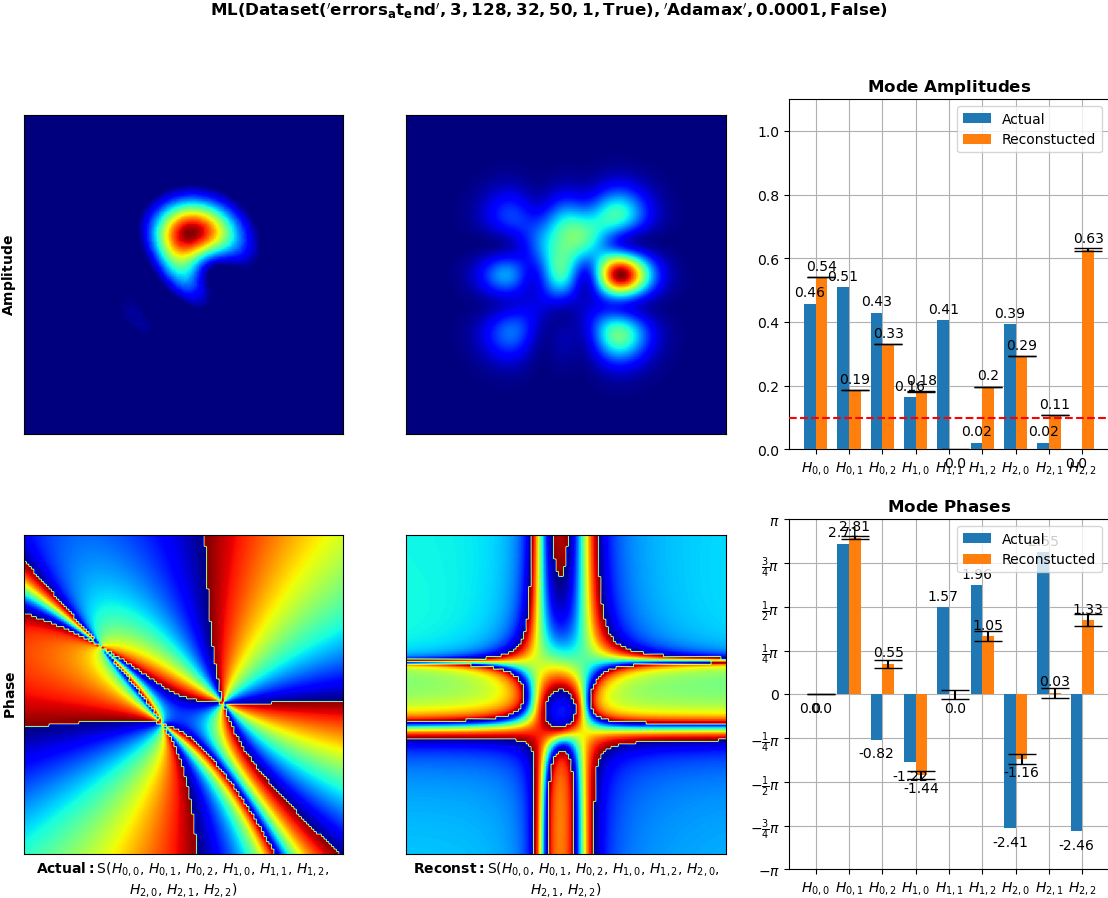 ML(Dataset('errors_at_end', 3, 128, 32, 50, 1, True), 'Adamax', 0.0001, False)
Amplitude
Mode Amplitudes
Actual
Reconstucted
1.0
0.8
0.6
0.4
0.2
0.0
0.46
0.54
0.51
0.19
0.43
0.33
0.16
0.18
0.41
0.0
0.02
0.2
0.39
0.29
0.02
0.11
0.0
0.63
H0,0 H0,1 H0,2 H1,0 H1,1 H1,2 H2,0 H2,1 H2,2
Phase
Actual: S(H0,0, H0,1, H0,2, H1,0, H1,1, H1,2,
H2,0, H2,1, H2,2)
Reconst: S(H0,0, H0,1, H0,2, H1,0, H1,2, H2,0,
H2,1, H2,2)
Mode Phases
Actual
Reconstucted
π
3/4π
1/2π
1/4π
0
−1/4π
−1/2π
−3/4π
−π
0.0
0.0
2.81
-0.82
0.55
-1.44
1.57
0.0
1.96
1.05
-2.41
-1.16
0.03
-2.46
1.33
H0,0 H0,1 H0,2 H1,0 H1,1 H1,2 H2,0 H2,1 H2,2